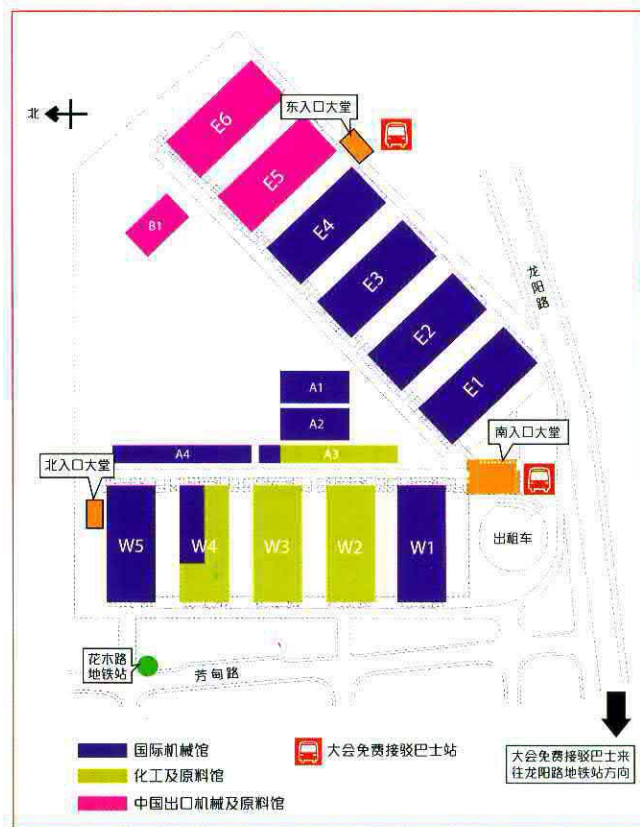 北
东入口大堂
E6
E5
B1
E4
E3
E2
E1
龙阳路
A1
A2
A4
A3
南入口大堂
北入口大堂
W5
W4
W3
W2
W1
出租车
花木路
地铁站
芳甸路
国际机械馆
大会免费接驳巴士站
化工及原料馆
中国出口机械及原料馆
大会免费接驳巴士来
往龙阳路地铁站方向